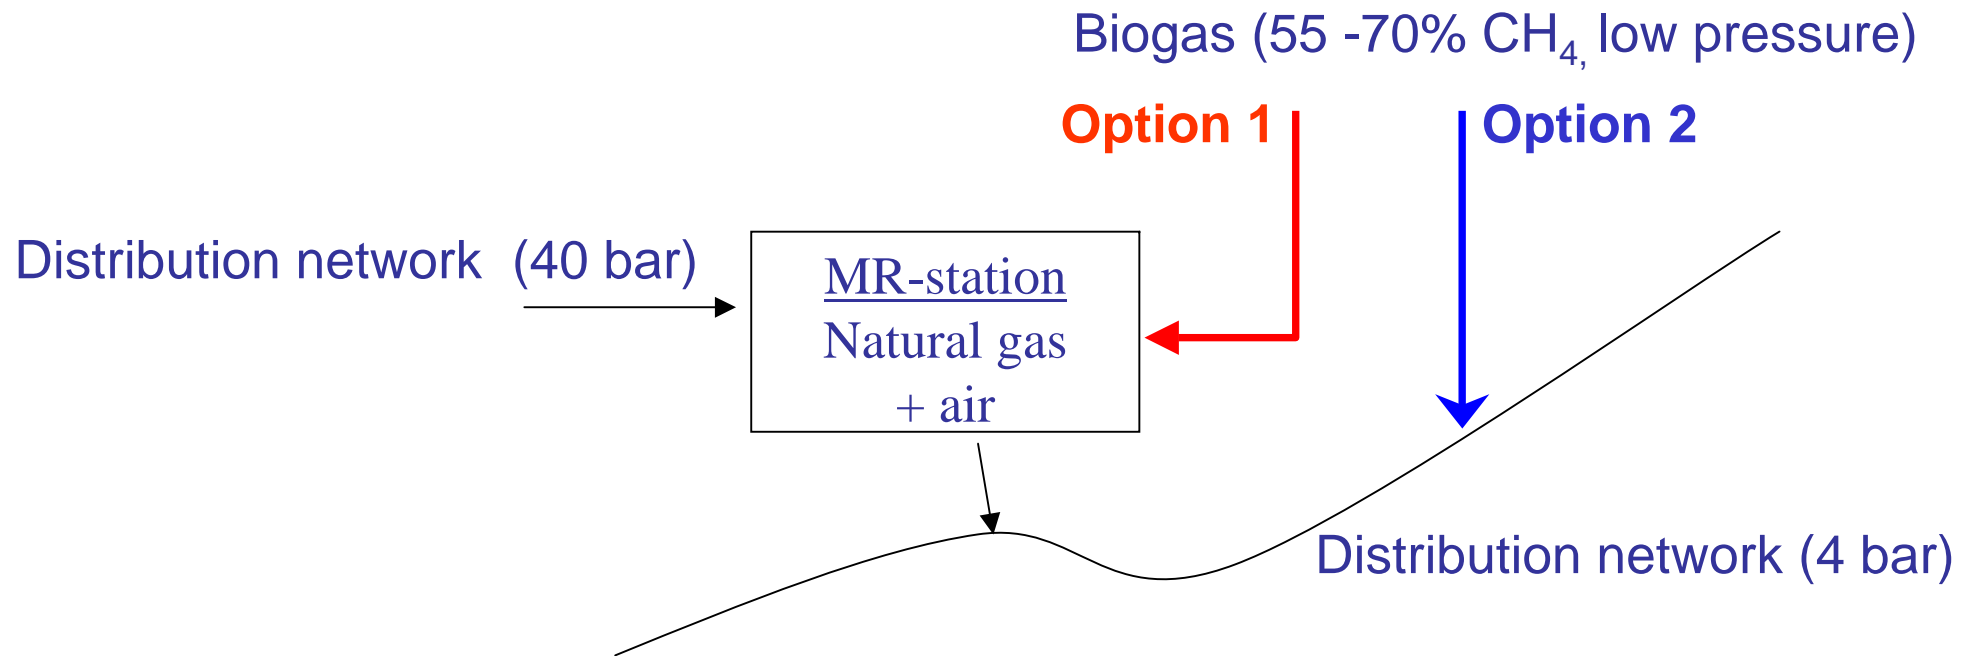 Biogas (55 -70% CH4, low pressure)
Option 1
Option 2
Distribution network (40 bar)
MR-station
Natural gas
+ air
Distribution network (4 bar)